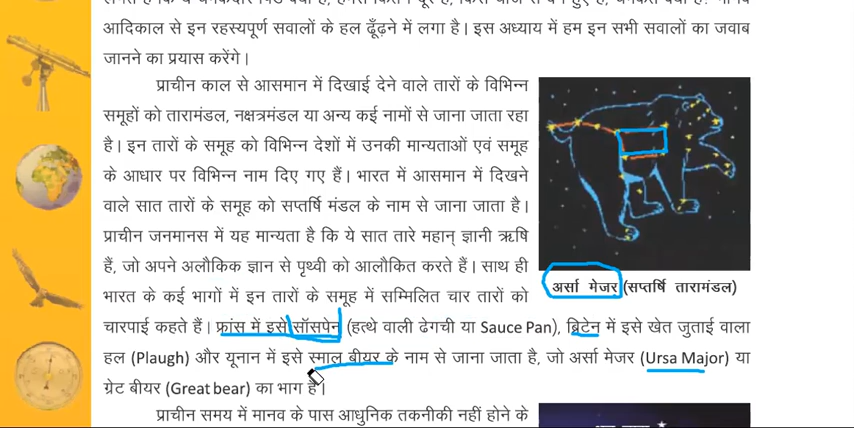 आदिकाल से इन रहस्यपूर्ण सवालों के हल ढूँढ़ने में लगा है। इस अध्याय में हम इन सभी सवालों का जवाब
जानने का प्रयास करेंगे।
प्राचीन काल से आसमान में दिखाई देने वाले तारों के विभिन्न
समूहों को तारामंडल, नक्षत्रमंडल या अन्य कई नामों से जाना जाता रहा
है। इन तारों के समूह को विभिन्न देशों में उनकी मान्यताओं एवं समूह
के आधार पर विभिन्न नाम दिए गए हैं। भारत में आसमान में दिखने
वाले सात तारों के समूह को सप्तर्षि मंडल के नाम से जाना जाता है।
प्राचीन जनमानस में यह मान्यता है कि ये सात तारे महान् ज्ञानी ऋषि
हैं, जो अपने अलौकिक ज्ञान से पृथ्वी को आलौकित करते हैं। साथ ही
भारत के कई भागों में इन तारों के समूह में सम्मिलित चार तारों को
चारपाई कहते हैं। फ्रांस में इसे सॉसपेन (हत्थे वाली ढेगची या Sauce Pan), ब्रिटेन में इसे खेत जुताई वाला
हल (Plaugh) और यूनान में इसे स्माल बीयर के नाम से जाना जाता है, जो अर्सा मेजर (Ursa Major) या
ग्रेट बीयर (Great bear) का भाग है।
अर्सा मेजर (सप्तर्षि तारामंडल)
प्राचीन समय में मानव के पास आधुनिक तकनीकी नहीं होने के